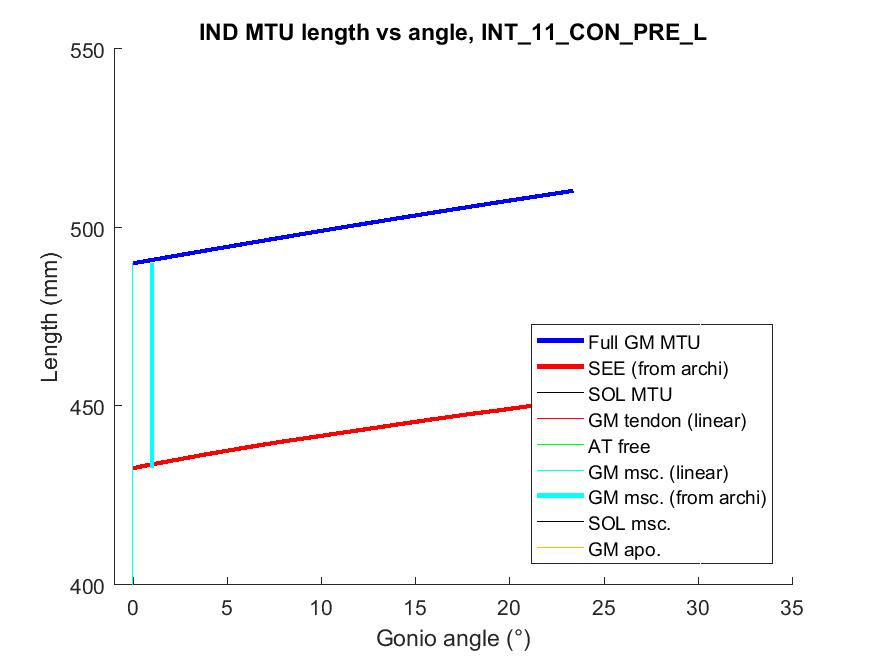 IND MTU length vs angle, INT_11_CON_PRE_L
550
500
450
400
Length (mm)
Full GM MTU
SEE (from archi)
SOL MTU
GM tendon (linear)
AT free
GM msc. (linear)
GM msc. (from archi)
SOL msc.
GM apo.
0 5 10 15 20 25 30 35
Gonio angle (°)